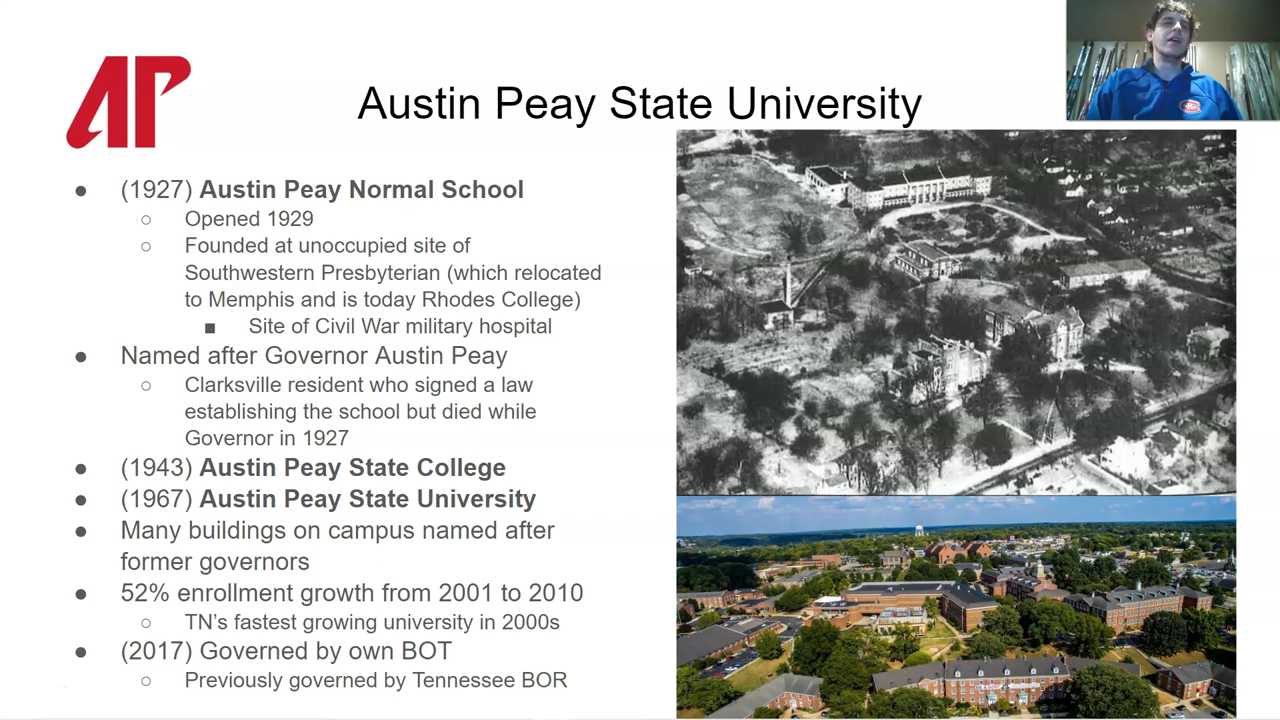 AP
Austin Peay State University
● (1927) Austin Peay Normal School
○ Opened 1929
○ Founded at unoccupied site of
Southwestern Presbyterian (which relocated
to Memphis and is today Rhodes College)
■ Site of Civil War military hospital
● Named after Governor Austin Peay
○ Clarksville resident who signed a law
establishing the school but died while
Governor in 1927
● (1943) Austin Peay State College
● (1967) Austin Peay State University
● Many buildings on campus named after
former governors
● 52% enrollment growth from 2001 to 2010
○ TN's fastest growing university in 2000s
● (2017) Governed by own BOT
○ Previously governed by Tennessee BOR